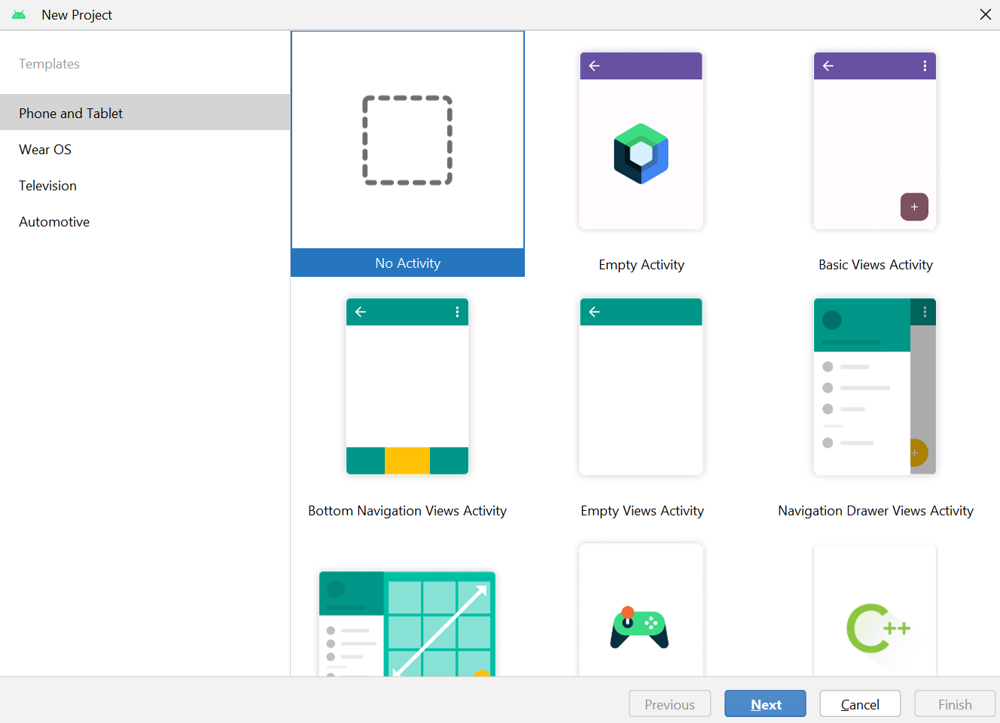 New Project
Templates
Phone and Tablet
Wear OS
Television
Automotive
No Activity
Empty Activity
Basic Views Activity
Bottom Navigation Views Activity
Empty Views Activity
Navigation Drawer Views Activity
C++
Previous
Next
Cancel
Finish